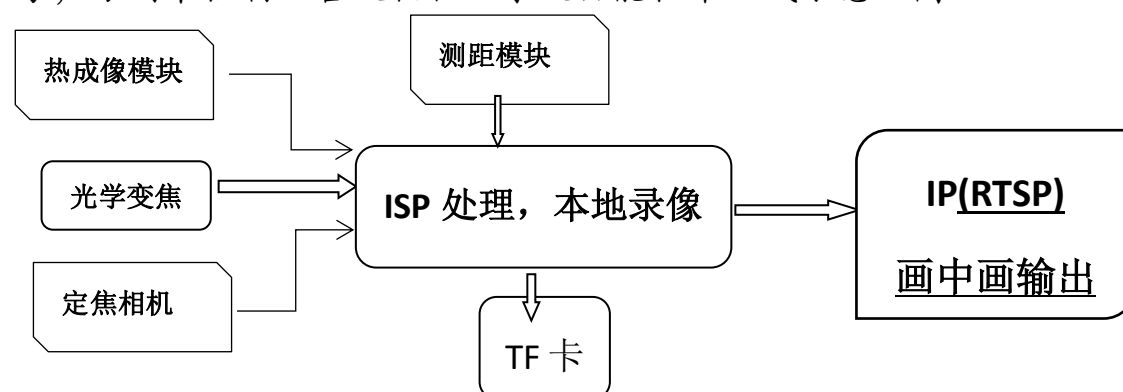 热成像模块
测距模块
光学变焦
ISP 处理，本地录像
IP(RTSP)
画中画输出
定焦相机
TF 卡